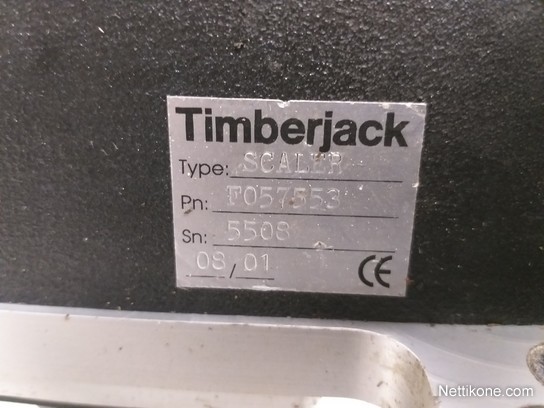 Timberjack
Type: SCALER
Pn: F057553
Sn: 5508
08/01 CE
Nettikone.com